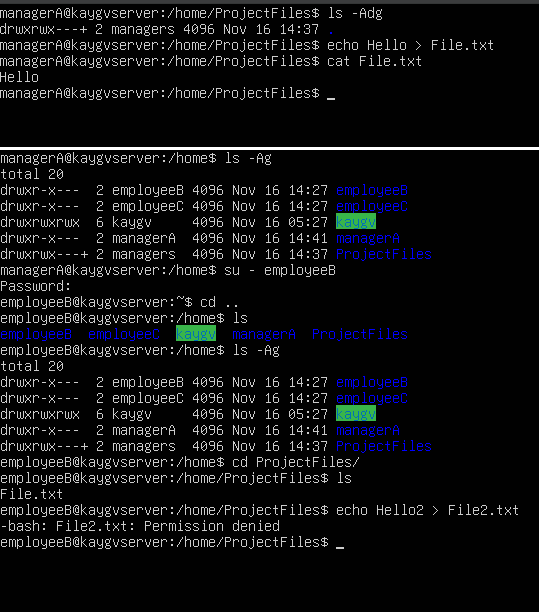 managerA@kaygvserver:/home/ProjectFiles$ ls -Adg
drwxrwx---+ 2 managers 4096 Nov 16 14:37 .
managerA@kaygvserver:/home/ProjectFiles$ echo Hello > File.txt
managerA@kaygvserver:/home/ProjectFiles$ cat File.txt
Hello
managerA@kaygvserver:/home/ProjectFiles$ _
managerA@kaygvserver:/home$ ls -Ag
total 20
drwxr-x--- 2 employeeB 4096 Nov 16 14:27 employeeB
drwxr-x--- 2 employeeC 4096 Nov 16 14:27 employeeC
drwxrwxrwx 6 kaygv 4096 Nov 16 05:27 kaygv
drwxr-x--- 2 managerA 4096 Nov 16 14:41 managerA
drwxrwx---+ 2 managers 4096 Nov 16 14:37 ProjectFiles
managerA@kaygvserver:/home$ su - employeeB
Password:
employeeB@kaygvserver:~$ cd ..
employeeB@kaygvserver:/home$ ls
employeeB employeeC kaygv managerA ProjectFiles
employeeB@kaygvserver:/home$ ls -Ag
total 20
drwxr-x--- 2 employeeB 4096 Nov 16 14:27 employeeB
drwxr-x--- 2 employeeC 4096 Nov 16 14:27 employeeC
drwxrwxrwx 6 kaygv 4096 Nov 16 05:27 kaygv
drwxr-x--- 2 managerA 4096 Nov 16 14:41 managerA
drwxrwx---+ 2 managers 4096 Nov 16 14:37 ProjectFiles
employeeB@kaygvserver:/home$ cd ProjectFiles/
employeeB@kaygvserver:/home/ProjectFiles$ ls
File.txt
employeeB@kaygvserver:/home/ProjectFiles$ echo Hello2 > File2.txt
-bash: File2.txt: Permission denied
employeeB@kaygvserver:/home/ProjectFiles$ _